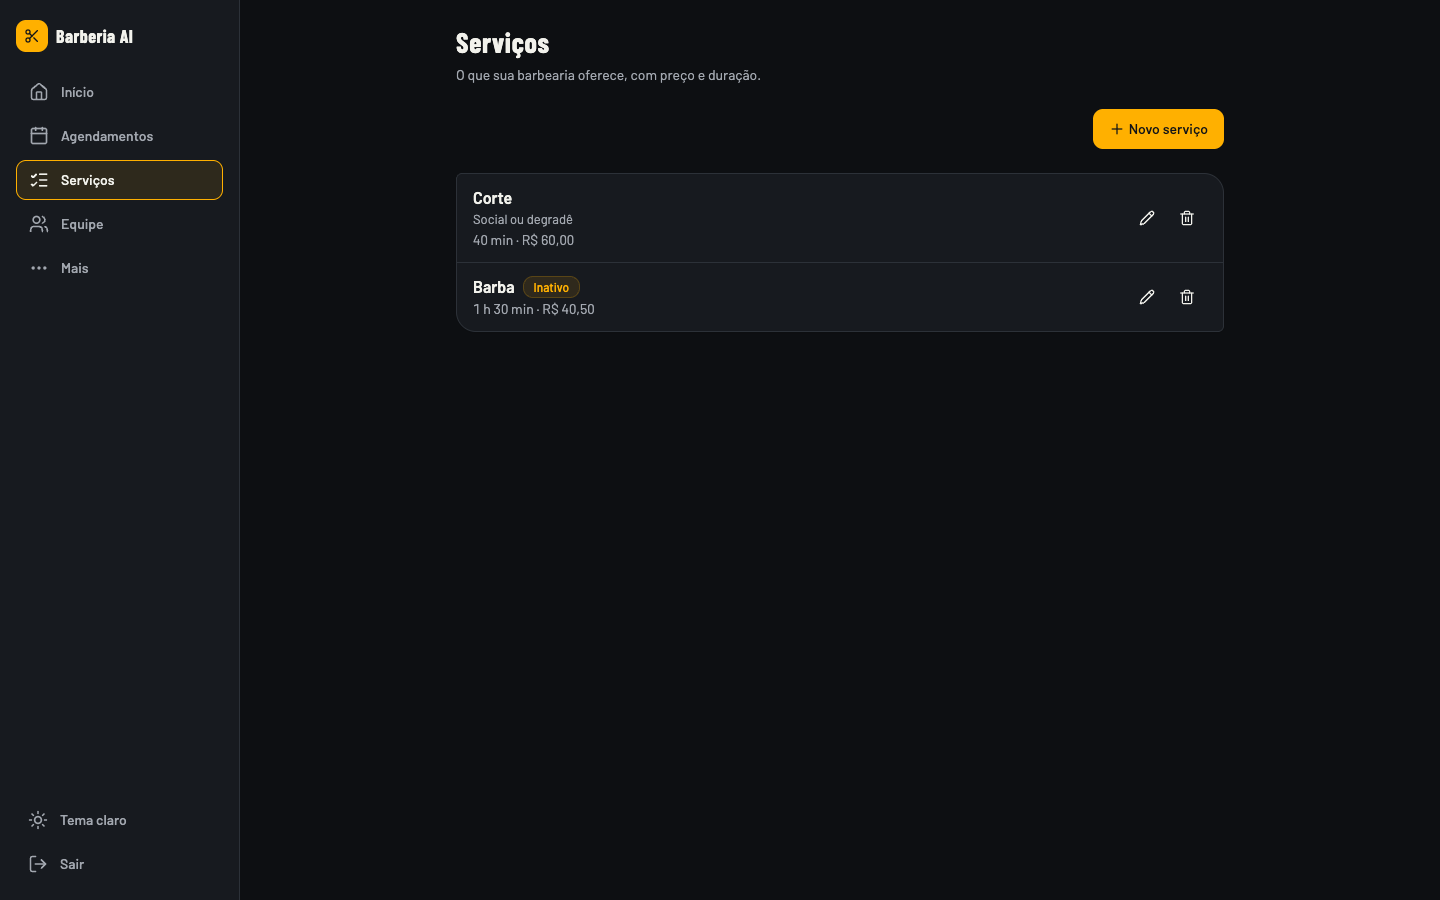 Barberia AI
Início
Agendamentos
Serviços
Equipe
Mais
Tema claro
Sair
Serviços
O que sua barbearia oferece, com preço e duração.
Novo serviço
Corte
Social ou degradê
40 min · R$ 60,00
Barba Inativo
1 h 30 min · R$ 40,50